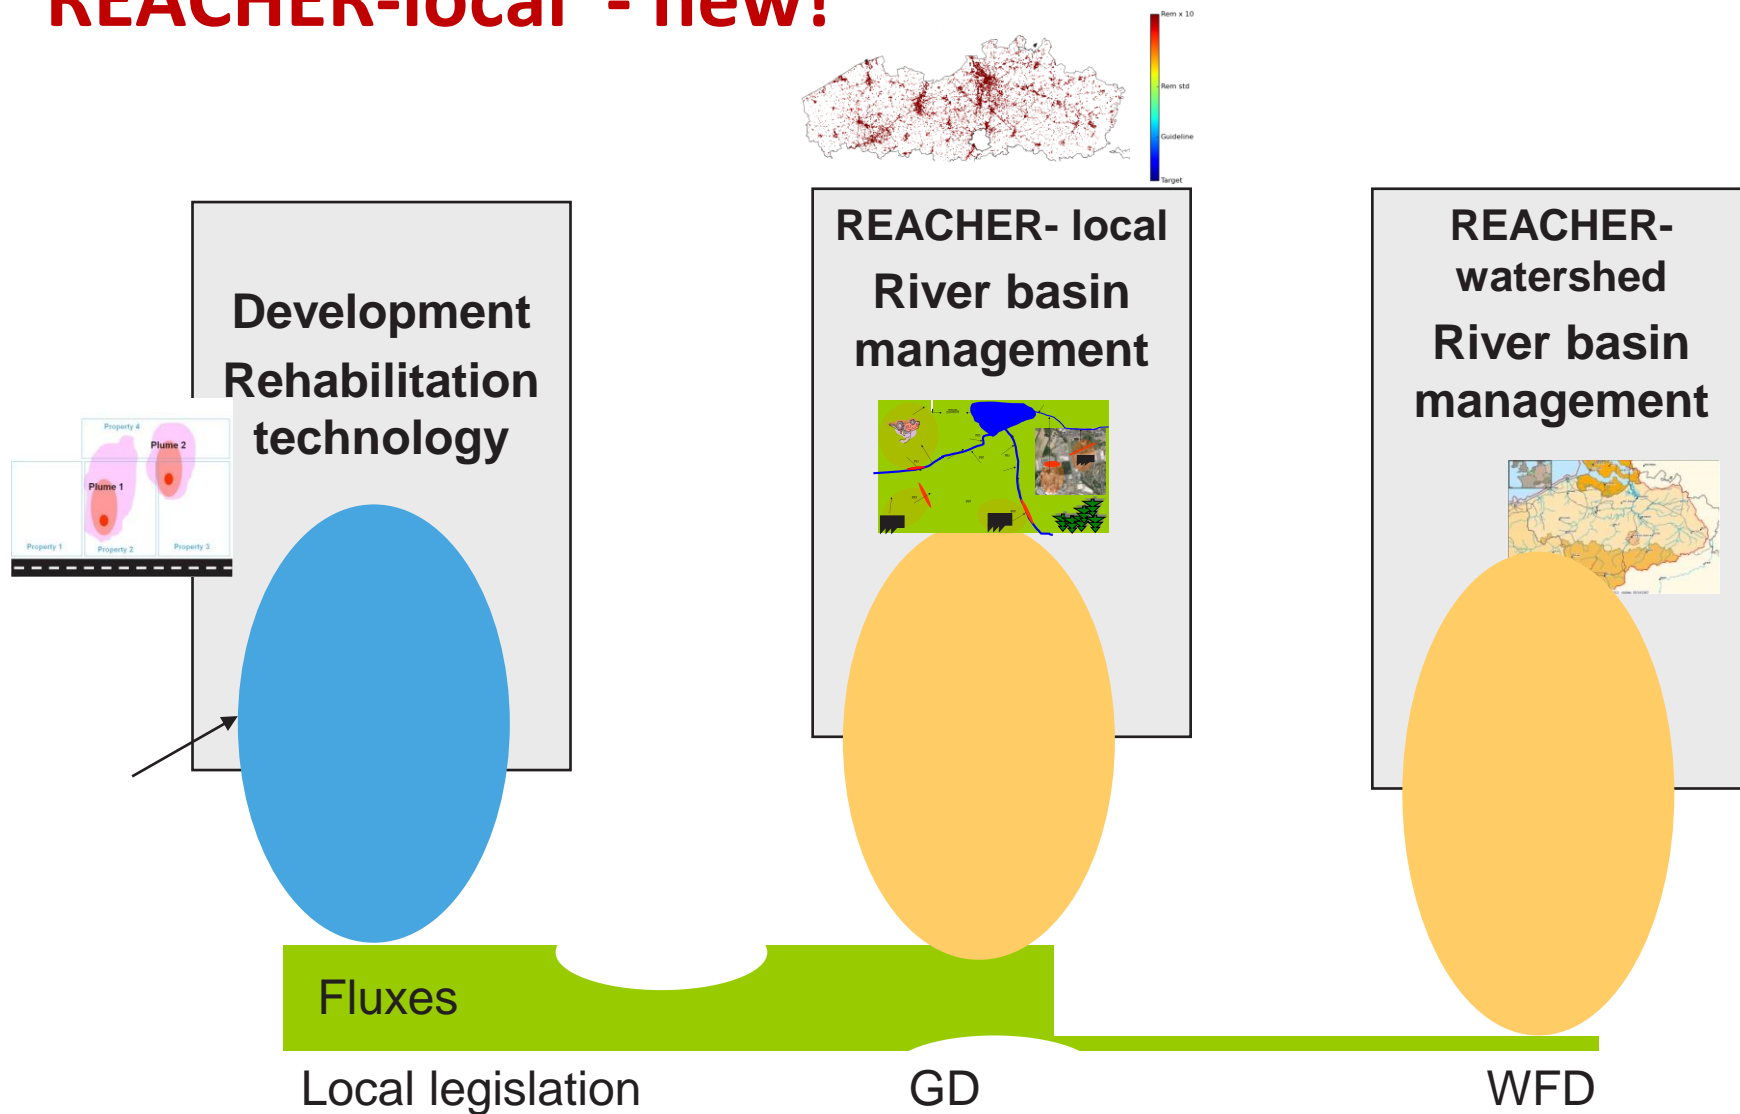 REACHER-local - new!
Rem x 10
Rem std
Guideline
Target
Development
Rehabilitation
technology
REACHER- local
River basin
management
REACHER-
watershed
River basin
management
Property 4
Plume 2
Plume 1
Property 1
Property 2
Property 3
Fluxes
Local legislation
GD
WFD